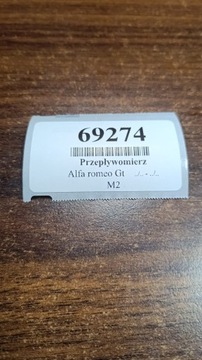 69274
Przepływomierz
Alfa romeo Gt ../.. - ../..
M2